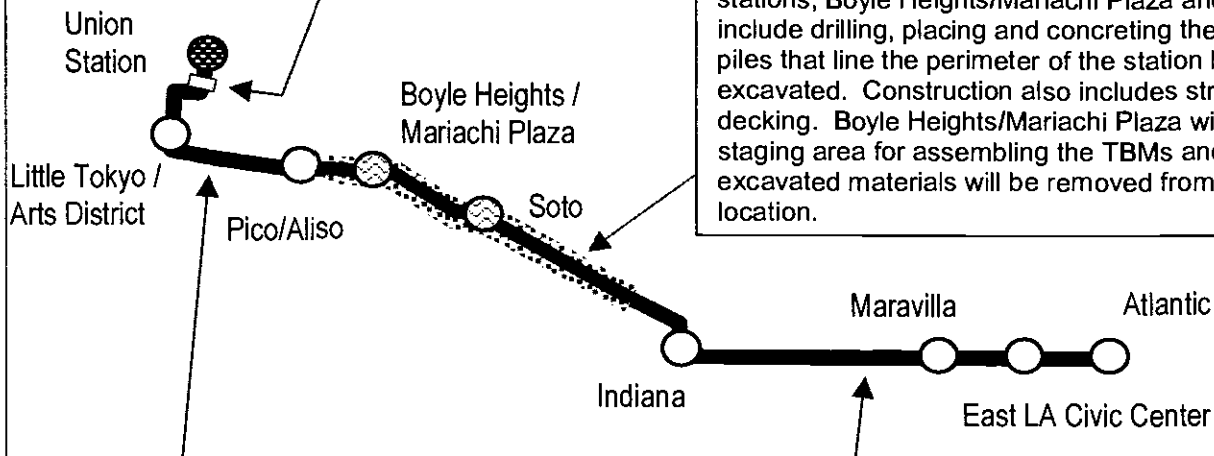 stations, Boyle Heights/Mariachi Plaza and
include drilling, placing and concreting the
piles that line the perimeter of the station
excavated. Construction also includes
decking. Boyle Heights/Mariachi Plaza
staging area for assembling the TBMs and
excavated materials will be removed from
location.
Union
Station
Boyle Heights /
Mariachi Plaza
Little Tokyo /
Arts District
Pico/Aliso
Soto
Maravilla
Atlantic
Indiana
East LA Civic Center